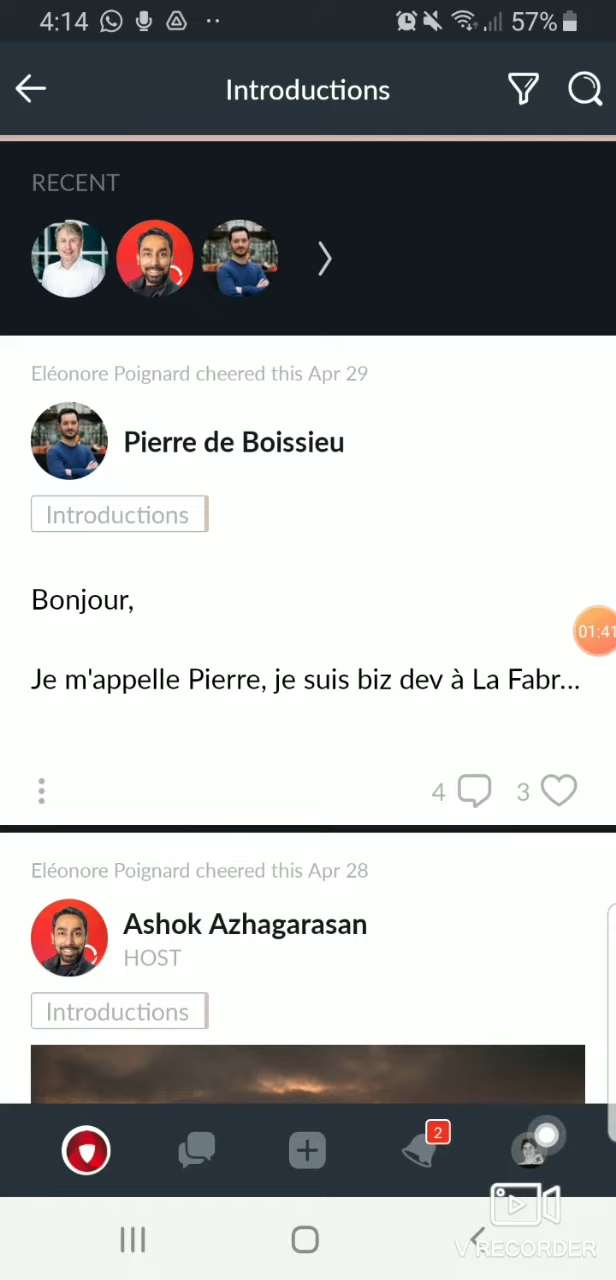 4:14
57%
Introductions
RECENT
Eléonore Poignard cheered this Apr 29
Pierre de Boissieu
Introductions
Bonjour,
Je m'appelle Pierre, je suis biz dev à La Fabr...
01:41
4
3
Eléonore Poignard cheered this Apr 28
Ashok Azhagarasan
HOST
Introductions
2
V RECORDER